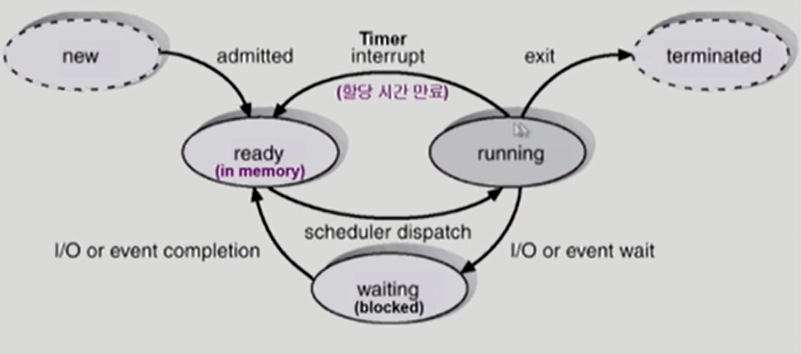 Timer
new
admitted
interrupt
exit
terminated
(할당 시간 만료)
ready
(in memory)
running
scheduler dispatch
I/O or event completion
I/O or event wait
waiting
(blocked)